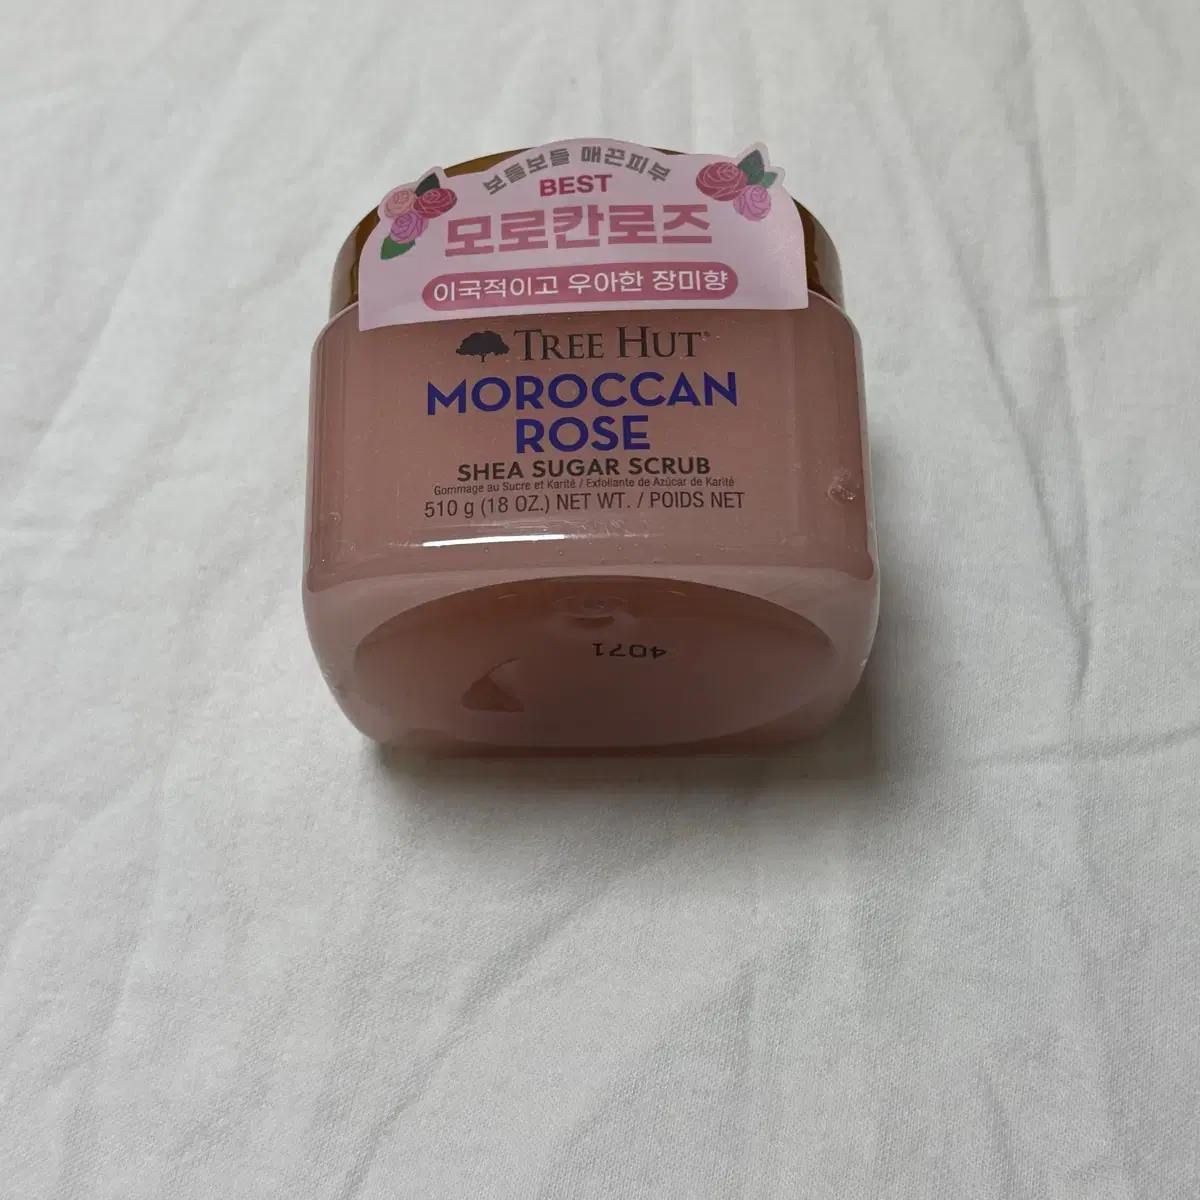 보들보들 매끈피부
BEST
모로칸로즈
이국적이고 우아한 장미향
TREE HUT®
MOROCCAN
ROSE
SHEA SUGAR SCRUB
Gommage au Sucre et Karité / Exfoliante de Azúcar de Karité
510 g (18 OZ.) NET WT. / POIDS NET
4071